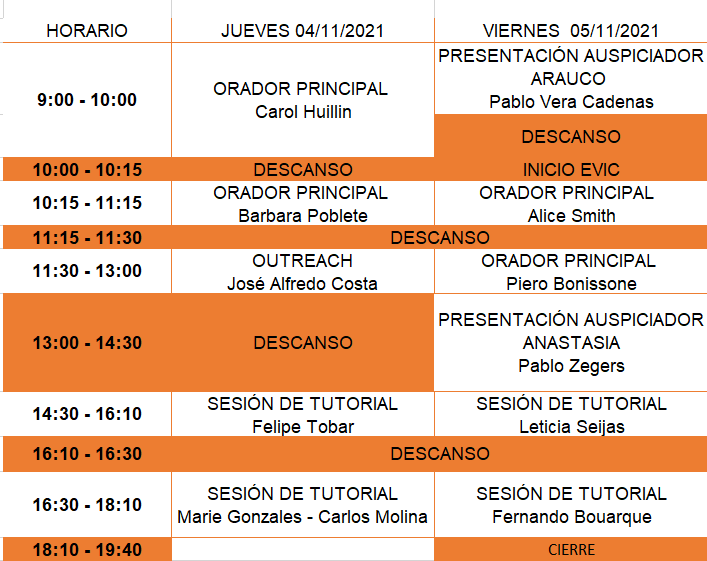 HORARIO JUEVES 04/11/2021 VIERNES 05/11/2021
9:00 - 10:00
ORADOR PRINCIPAL
Carol Huillin
PRESENTACIÓN AUSPICIADOR
ARAUCO
Pablo Vera Cadenas
DESCANSO
10:00 - 10:15 DESCANSO INICIO EVIC
10:15 - 11:15
ORADOR PRINCIPAL
Barbara Poblete
ORADOR PRINCIPAL
Alice Smith
11:15 - 11:30 DESCANSO
11:30 - 13:00
OUTREACH
José Alfredo Costa
ORADOR PRINCIPAL
Piero Bonissone
13:00 - 14:30 DESCANSO
PRESENTACIÓN AUSPICIADOR
ANASTASIA
Pablo Zegers
14:30 - 16:10
SESIÓN DE TUTORIAL
Felipe Tobar
SESIÓN DE TUTORIAL
Leticia Seijas
16:10 - 16:30 DESCANSO
16:30 - 18:10
SESIÓN DE TUTORIAL
Marie Gonzales - Carlos Molina
SESIÓN DE TUTORIAL
Fernando Bouarque
18:10 - 19:40 CIERRE